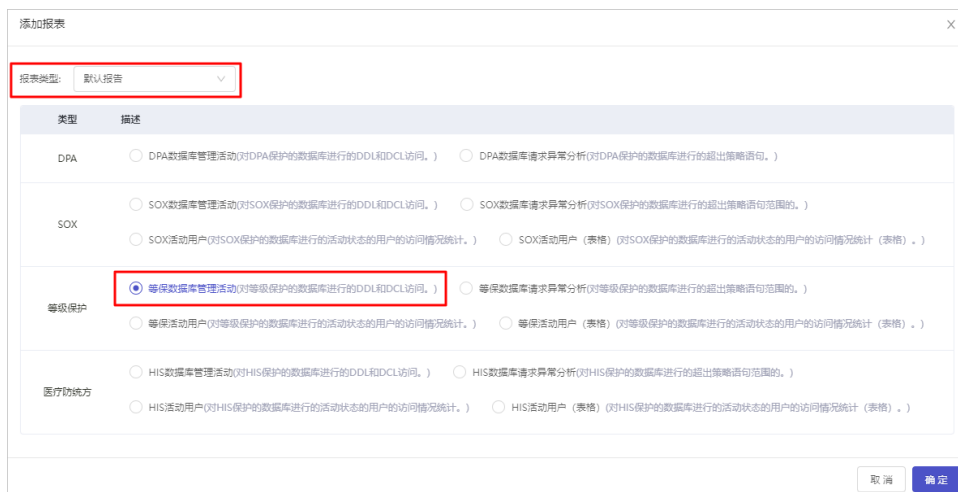 添加报表
报表类型: 默认报告
类型 描述
DPA DPA数据库管理活动(对DPA保护的数据库进行的DDL和DCL访问。) DPA数据库请求异常分析(对DPA保护的数据库进行的超出策略语句。)
SOX数据库管理活动(对SOX保护的数据库进行的DDL和DCL访问。) SOX数据库请求异常分析(对SOX保护的数据库进行的超出策略语句范围的。)
SOX
SOX活动用户(对SOX保护的数据库进行的活动状态的用户的访问情况统计。) SOX活动用户（表格）(对SOX保护的数据库进行的活动状态的用户的访问情况统计（表格）。)
等保数据库管理活动(对等级保护的数据库进行的DDL和DCL访问。) 等保数据库请求异常分析(对等级保护的数据库进行的超出策略语句范围的。)
等级保护
等保活动用户(对等级保护的数据库进行的活动状态的用户的访问情况统计。) 等保活动用户（表格）(对等级保护的数据库进行的活动状态的用户的访问情况统计（表格）。)
HIS数据库管理活动(对HIS保护的数据库进行的DDL和DCL访问。) HIS数据库请求异常分析(对HIS保护的数据库进行的超出策略语句范围的。)
医疗防统方
HIS活动用户(对HIS保护的数据库进行的活动状态的用户的访问情况统计。) HIS活动用户（表格）(对HIS保护的数据库进行的活动状态的用户的访问情况统计（表格）。)
取消 确定